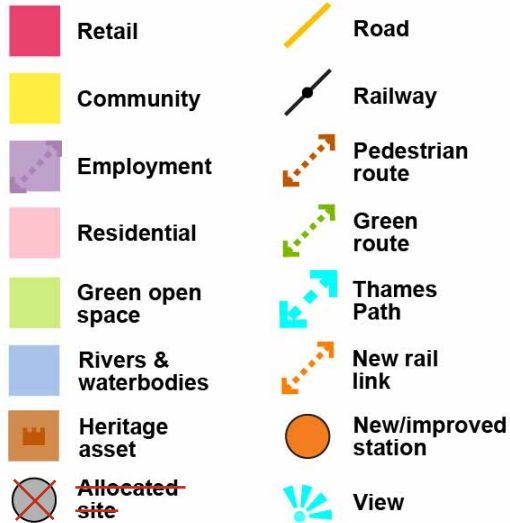 Retail
Community
Employment
Residential
Green open
space
Rivers &
waterbodies
Heritage
asset
Allocated
site
Road
Railway
Pedestrian
route
Green
route
Thames
Path
New rail
link
New/improved
station
View